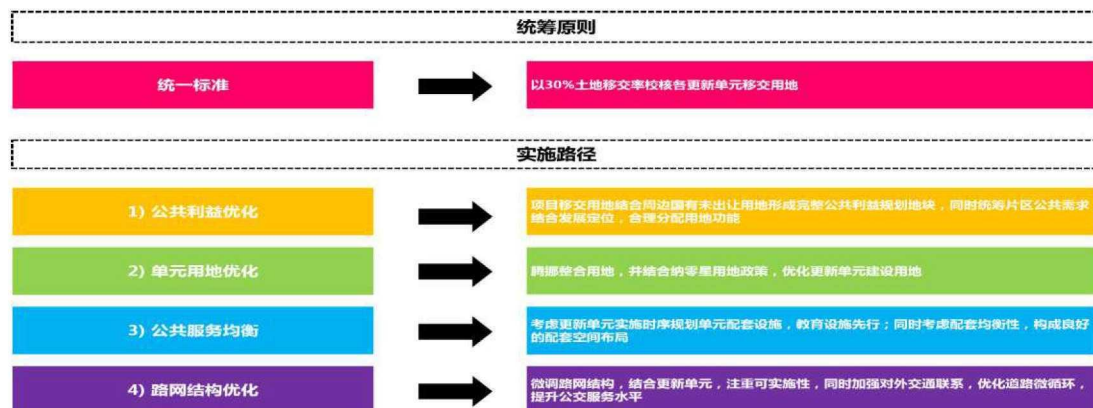 统筹原则
统一标准
以30%土地移交率校核各更新单元移交用地
实施路径
1) 公共利益优化
项目移交用地结合周边国有未出让用地形成完整公共利益规划地块，同时统筹片区公共需求
结合发展定位，合理分配用地功能
2) 单元用地优化
腾挪整合用地，并结合纳零星用地政策，优化更新单元建设用地
3) 公共服务均衡
考虑更新单元实施时序规划单元配套设施，教育设施先行；同时考虑配套均衡性，构成良好
的配套空间布局
4) 路网结构优化
微调路网结构，结合更新单元，注重可实施性，同时加强对外交通联系，优化道路微循环，
提升公交服务水平